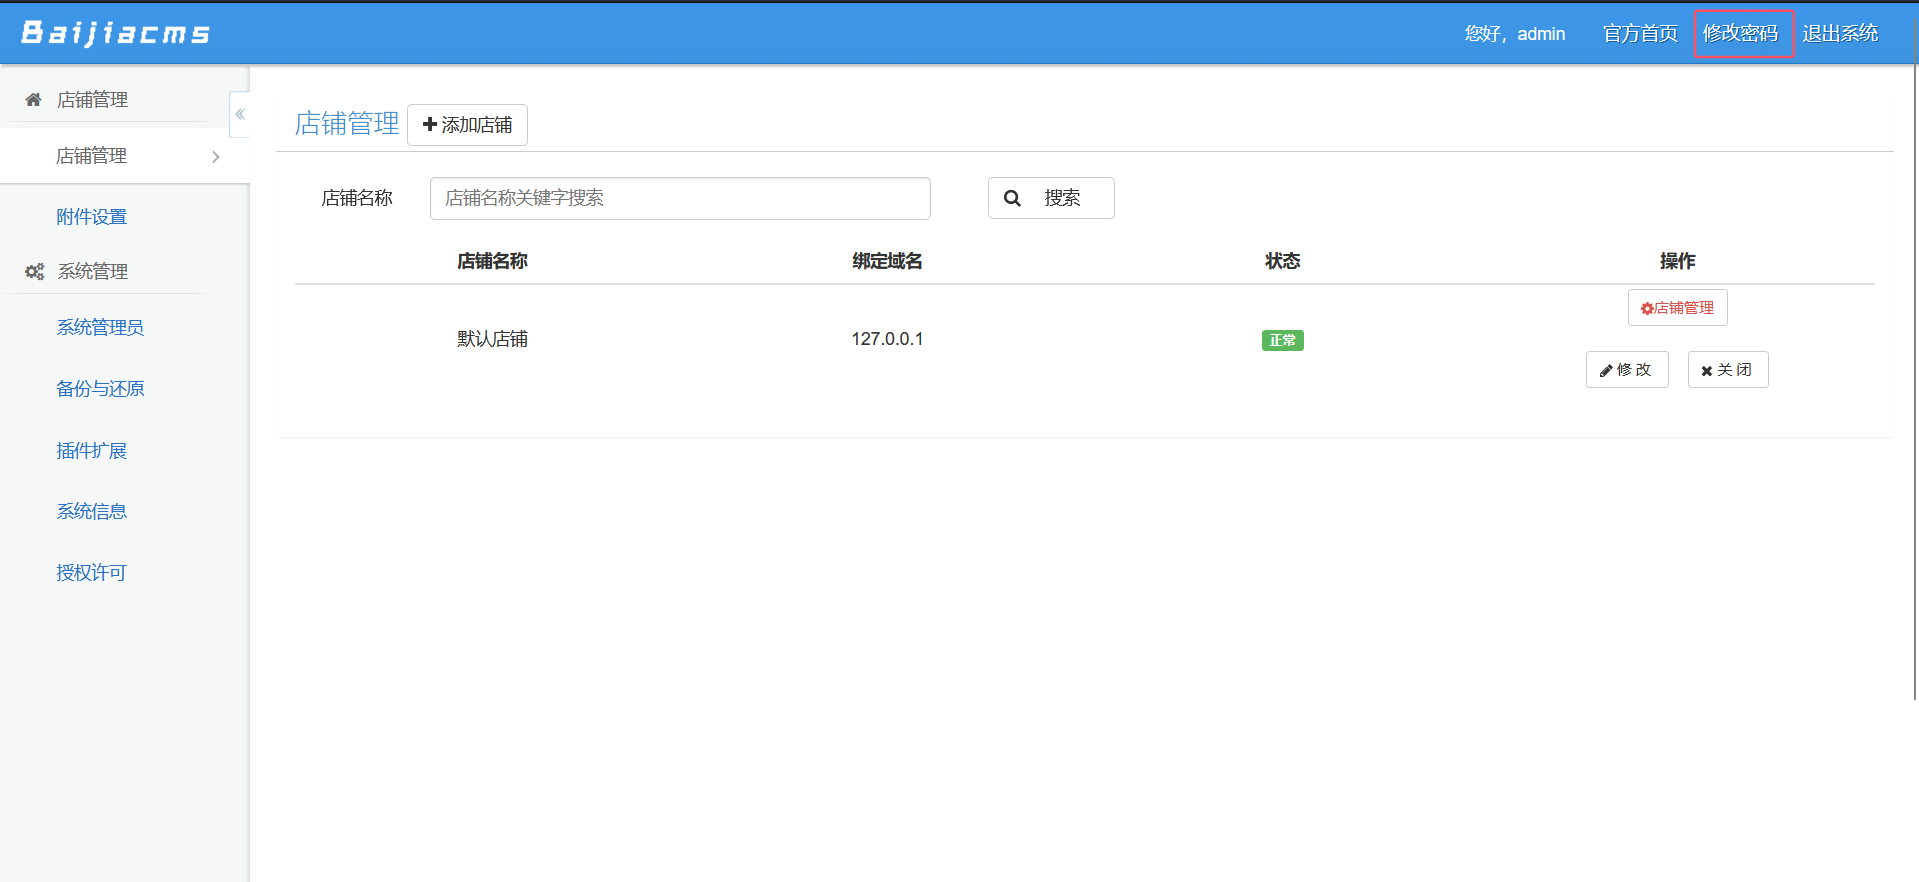 Baijiacms
您好，admin 官方首页 修改密码 退出系统
店铺管理
店铺管理
附件设置
系统管理
系统管理员
备份与还原
插件扩展
系统信息
授权许可
店铺管理 添加店铺
店铺名称 店铺名称关键字搜索 搜索
店铺名称 绑定域名 状态 操作
店铺管理
默认店铺 127.0.0.1 正常
修 改 关 闭